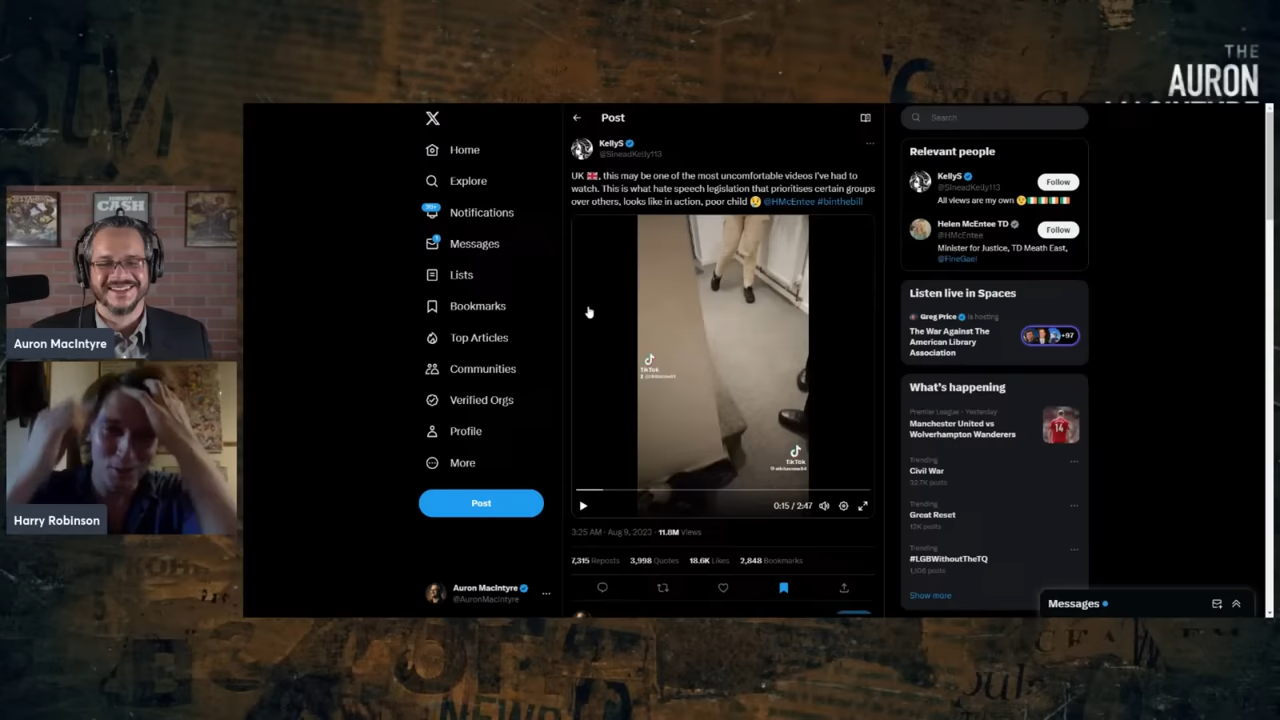 THE
AURON
MACINTYRE
Auron MacIntyre
Harry Robinson
Home
Explore
30+
Notifications
Messages
Lists
Bookmarks
Top Articles
Communities
Verified Orgs
Profile
More
Post
Auron MacIntyre
@AuronMacintyre
Post
KellyS
@SineadKelly113
UK 🇬🇧, this may be one of the most uncomfortable videos I've had to
watch. This is what hate speech legislation that prioritises certain groups
over others, looks like in action, poor child 😢 @HMcEntee #binthebill
TikTok
TikTok
0:15 / 2:47
3:25 AM · Aug 9, 2023 · 11.8M Views
7,315 Reposts 3,998 Quotes 18.6K Likes 2,848 Bookmarks
Search
Relevant people
KellyS
@SineadKelly113
Follow
All views are my own
Helen McEntee TD
@HMcEntee
Follow
Minister for Justice, TD Meath East,
@FineGael
Listen live in Spaces
Greg Price is hosting
The War Against The
American Library
Association
+97
What's happening
Premier League · Yesterday
Manchester United vs
Wolverhampton Wanderers
Trending
Civil War
32.7K posts
Trending
Great Reset
13K posts
Trending
#LGBWithoutTheTQ
1,108 posts
Show more
Messages